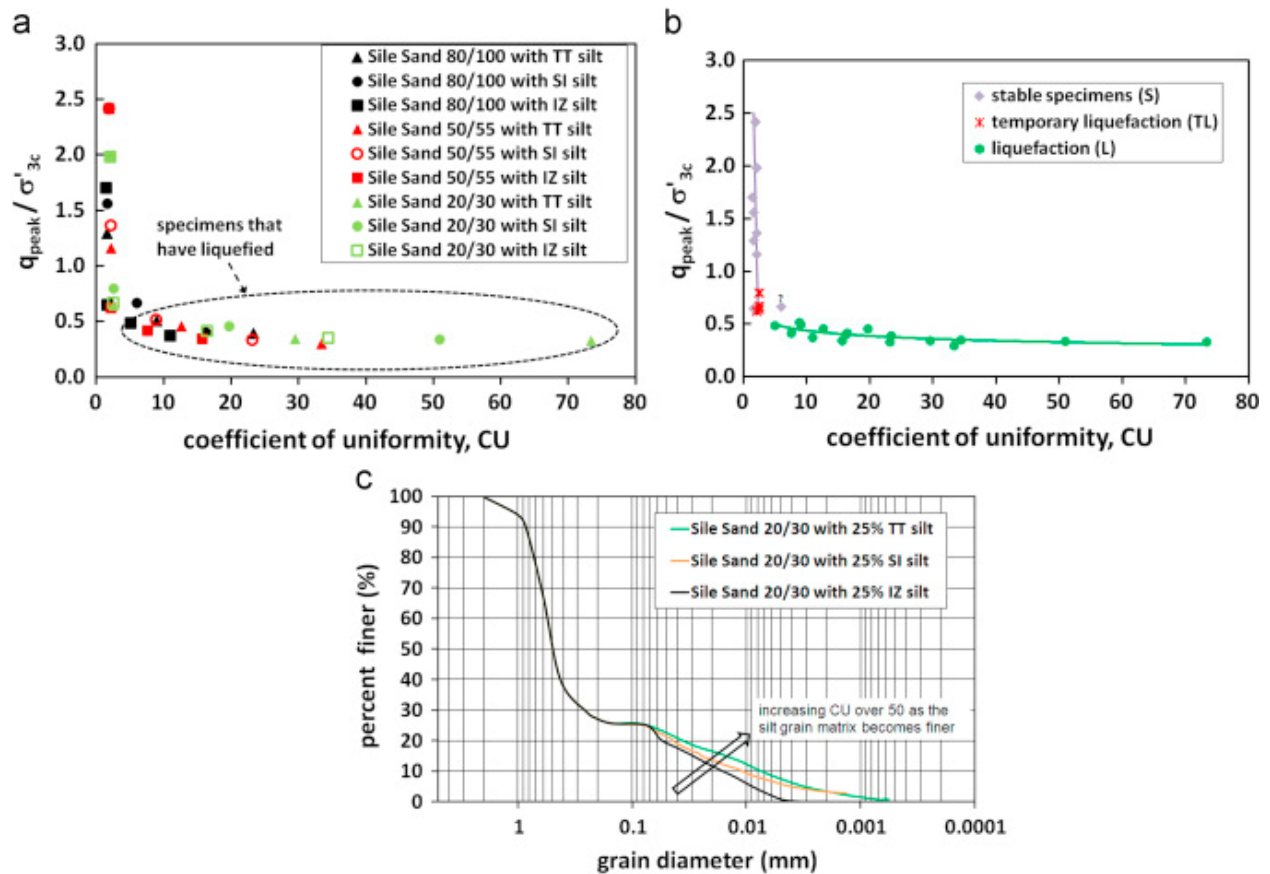 a
3.0
2.5
2.0
1.5
1.0
0.5
0.0
q_peak / σ'_3c
Sile Sand 80/100 with TT silt
Sile Sand 80/100 with SI silt
Sile Sand 80/100 with IZ silt
Sile Sand 50/55 with TT silt
Sile Sand 50/55 with SI silt
Sile Sand 50/55 with IZ silt
Sile Sand 20/30 with TT silt
Sile Sand 20/30 with SI silt
Sile Sand 20/30 with IZ silt
specimens that
have liquefied
0 10 20 30 40 50 60 70 80
coefficient of uniformity, CU
b
3.0
2.5
2.0
1.5
1.0
0.5
0.0
q_peak / σ'_3c
stable specimens (S)
temporary liquefaction (TL)
liquefaction (L)
?
0 10 20 30 40 50 60 70 80
coefficient of uniformity, CU
c
100
90
80
70
60
50
40
30
20
10
0
percent finer (%)
Sile Sand 20/30 with 25% TT silt
Sile Sand 20/30 with 25% SI silt
Sile Sand 20/30 with 25% IZ silt
increasing CU over 50 as the
silt grain matrix becomes finer
1 0.1 0.01 0.001 0.0001
grain diameter (mm)